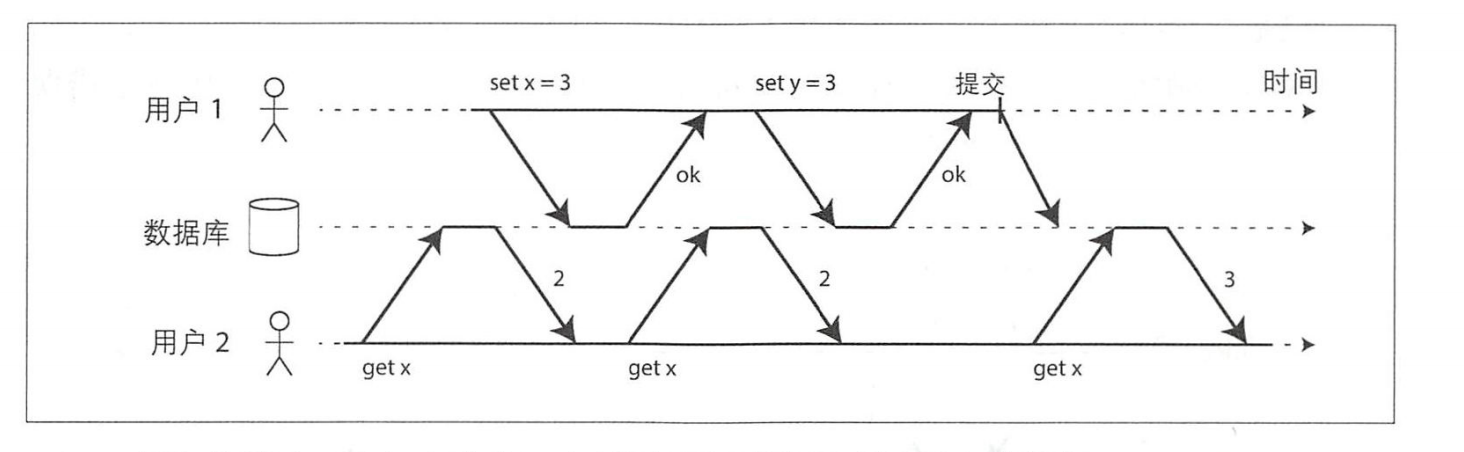 set x = 3
set y = 3
提交
时间
用户 1
ok
ok
数据库
2
2
3
用户 2
get x
get x
get x